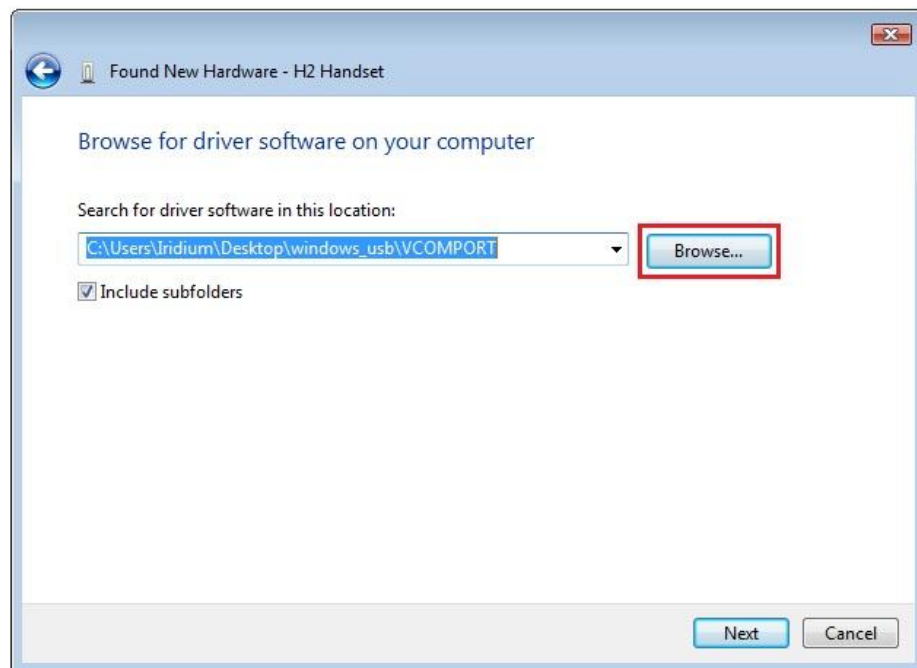 Found New Hardware - H2 Handset
Browse for driver software on your computer
Search for driver software in this location:
C:\Users\Iridium\Desktop\windows_usb\VCOMPORT
Browse...
Include subfolders
Next
Cancel